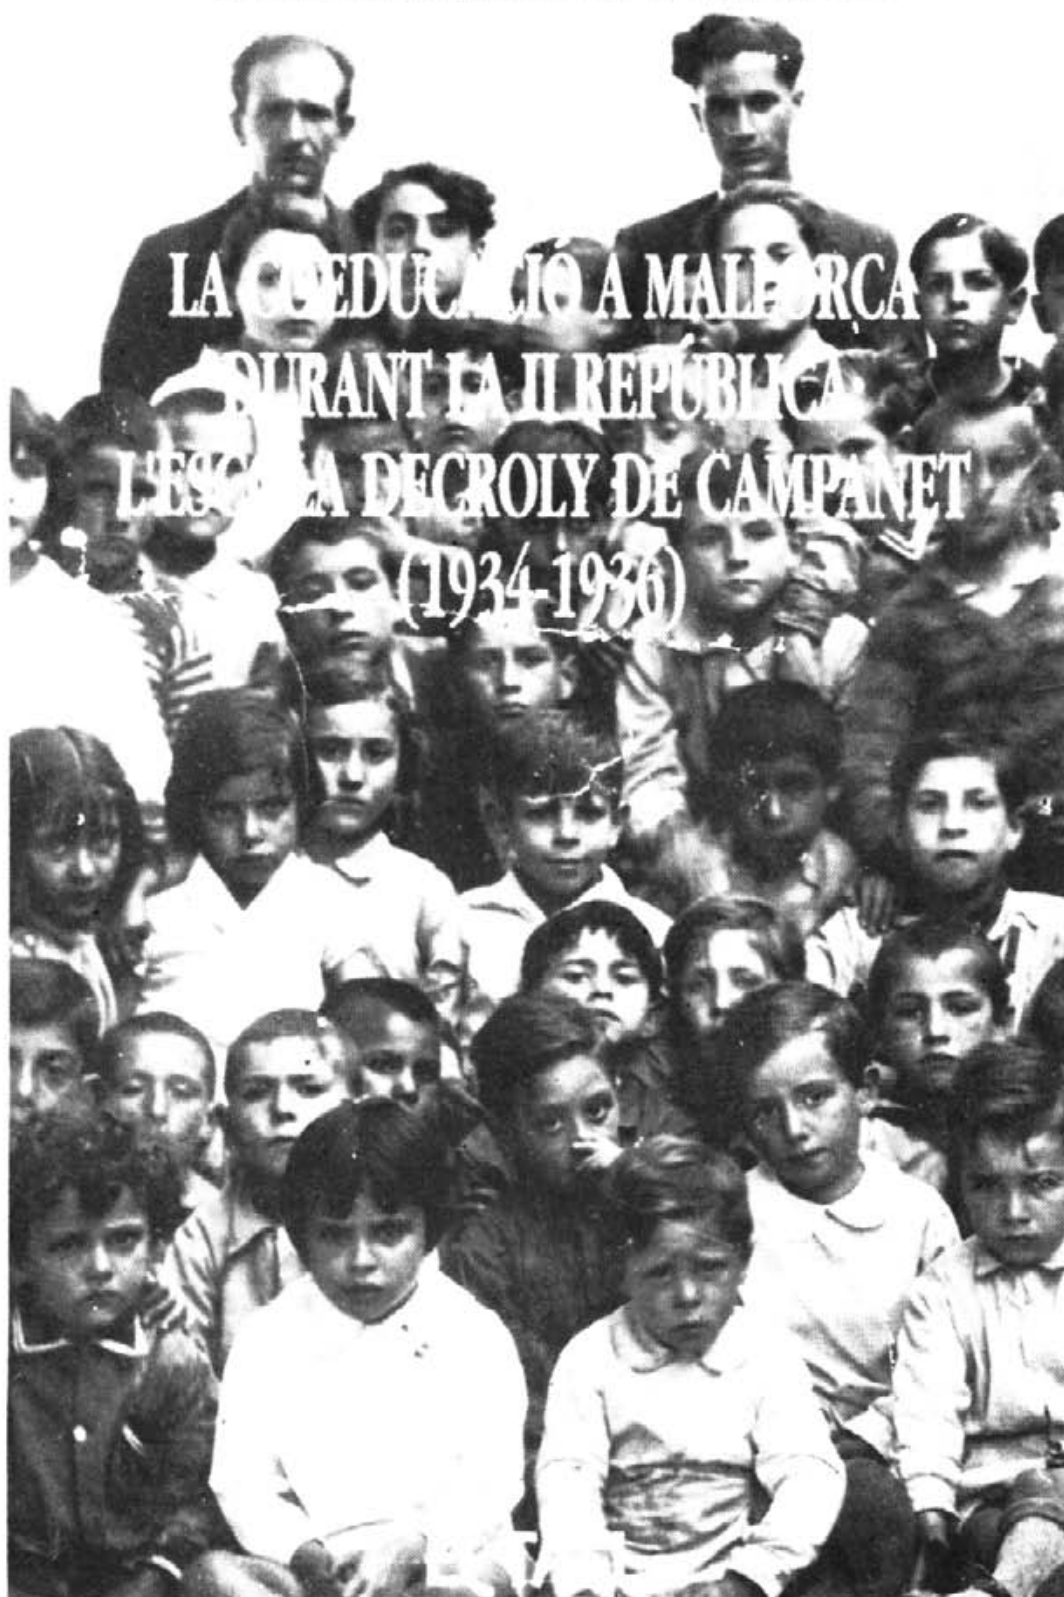 LA COEDUCACIÓ A MALLORCA
DURANT LA II REPÚBLICA
L'ESCOLA DECROLY DE CAMPANET
(1934-1936)